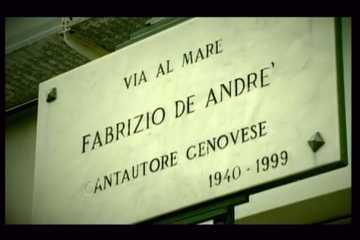 VIA AL MARE
FABRIZIO DE ANDRE'
CANTAUTORE GENOVESE
1940 - 1999